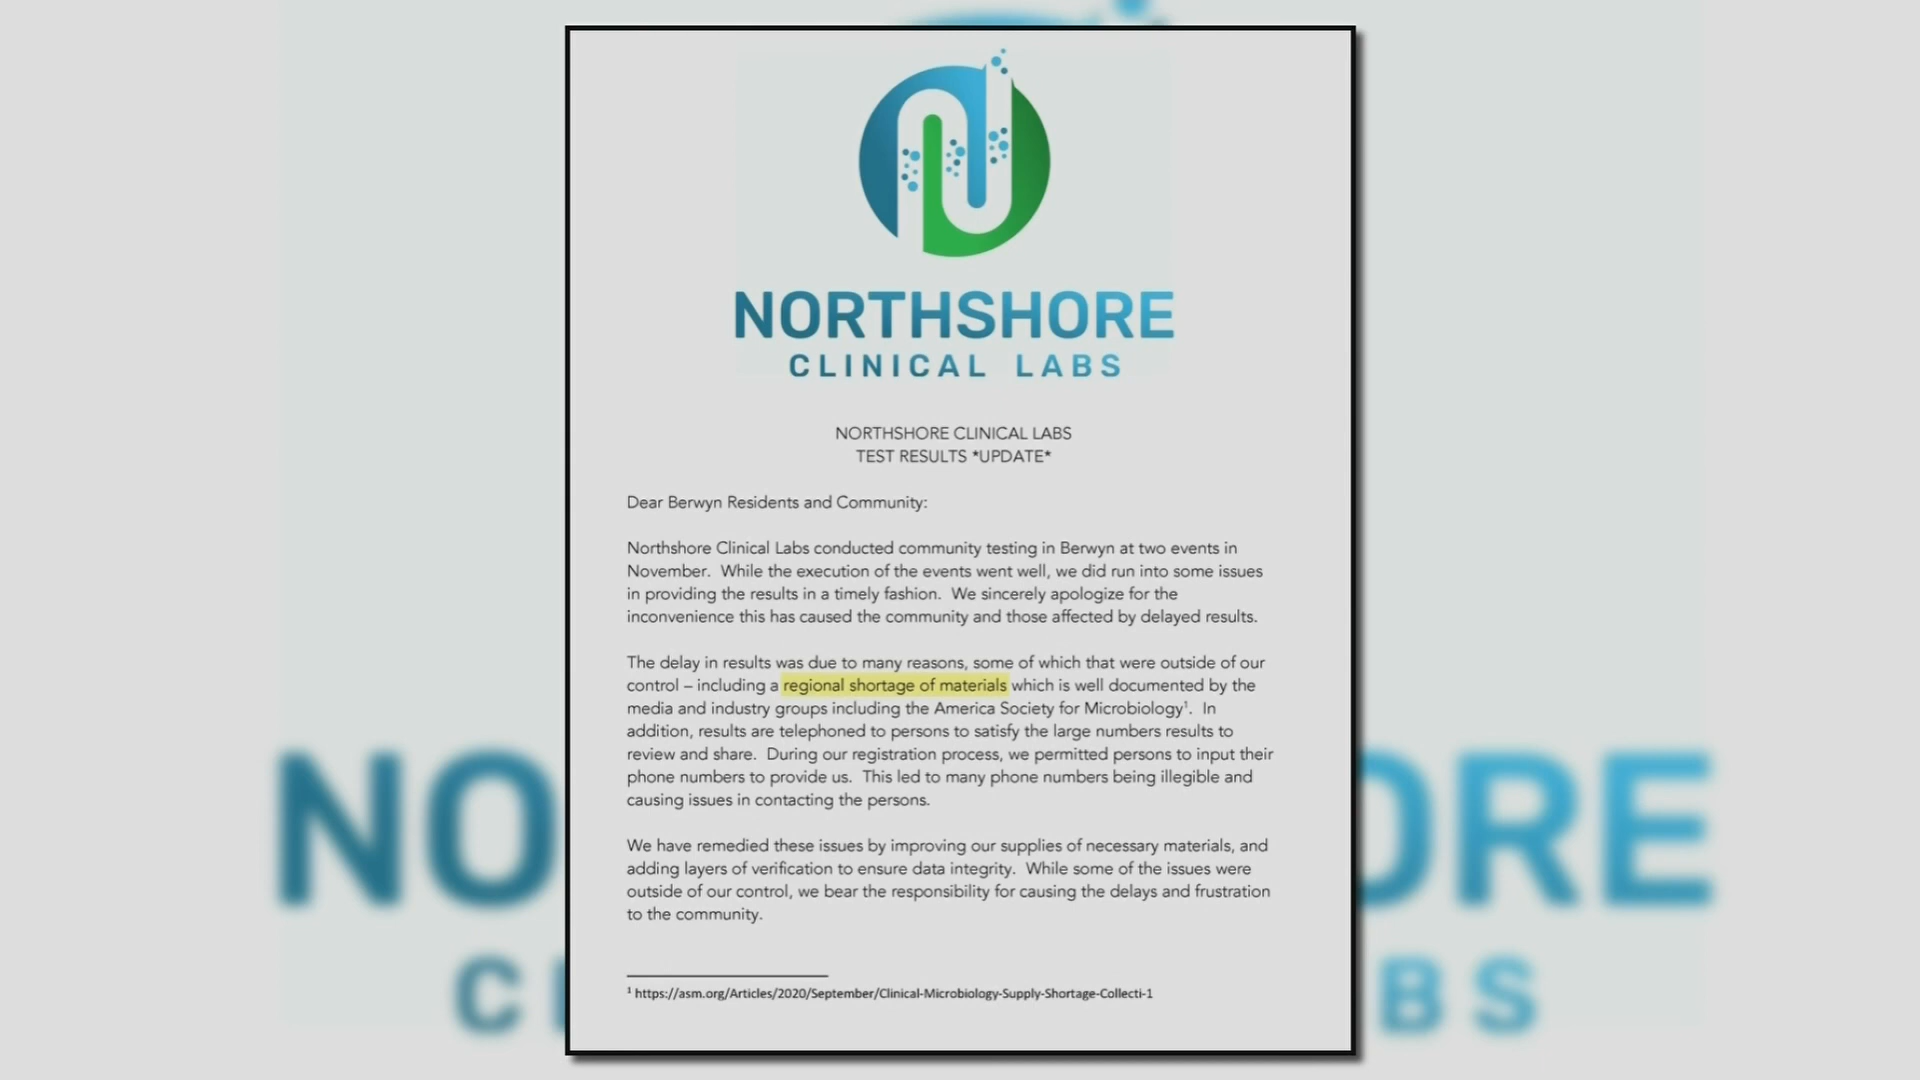 NORTHSHORE
CLINICAL LABS
NORTHSHORE CLINICAL LABS
TEST RESULTS *UPDATE*
Dear Berwyn Residents and Community:
Northshore Clinical Labs conducted community testing in Berwyn at two events in
November. While the execution of the events went well, we did run into some issues
in providing the results in a timely fashion. We sincerely apologize for the
inconvenience this has caused the community and those affected by delayed results.
The delay in results was due to many reasons, some of which that were outside of our
control – including a regional shortage of materials which is well documented by the
media and industry groups including the America Society for Microbiology¹. In
addition, results are telephoned to persons to satisfy the large numbers results to
review and share. During our registration process, we permitted persons to input their
phone numbers to provide us. This led to many phone numbers being illegible and
causing issues in contacting the persons.
We have remedied these issues by improving our supplies of necessary materials, and
adding layers of verification to ensure data integrity. While some of the issues were
outside of our control, we bear the responsibility for causing the delays and frustration
to the community.
¹ https://asm.org/Articles/2020/September/Clinical-Microbiology-Supply-Shortage-Collecti-1
NO ORE
C BS